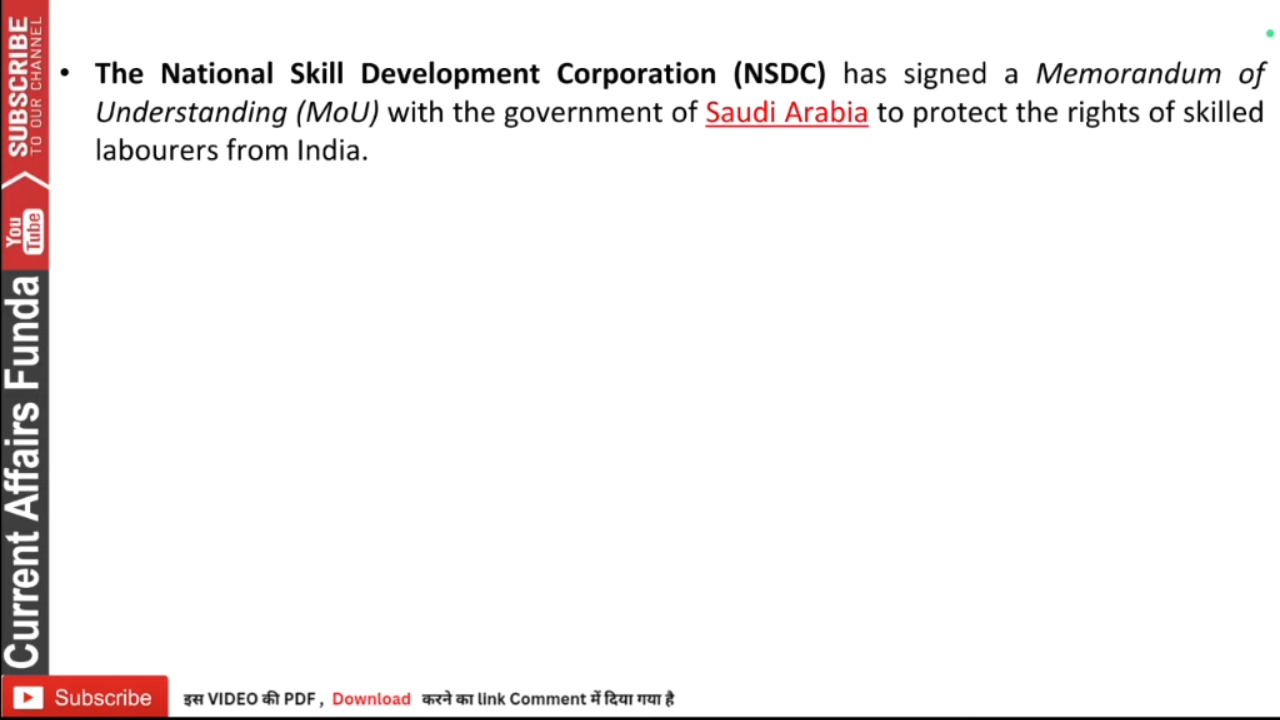 • The National Skill Development Corporation (NSDC) has signed a Memorandum of
Understanding (MoU) with the government of Saudi Arabia to protect the rights of skilled
labourers from India.
SUBSCRIBE
TO OUR CHANNEL
You
Tube
Current Affairs Funda
Subscribe
इस VIDEO की PDF , Download करने का link Comment में दिया गया है